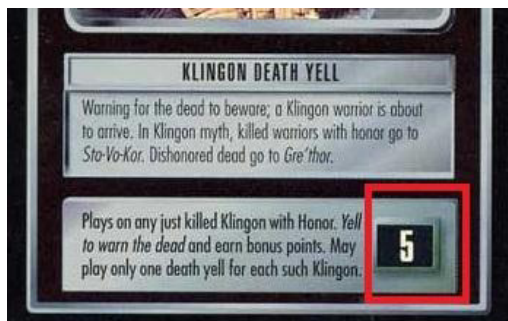 KLINGON DEATH YELL
Warning for the dead to beware; a Klingon warrior is about
to arrive. In Klingon myth, killed warriors with honor go to
Sto-Vo-Kor. Dishonored dead go to Gre'thor.
Plays on any just killed Klingon with Honor. Yell
to warn the dead and earn bonus points. May
play only one death yell for each such Klingon.
5